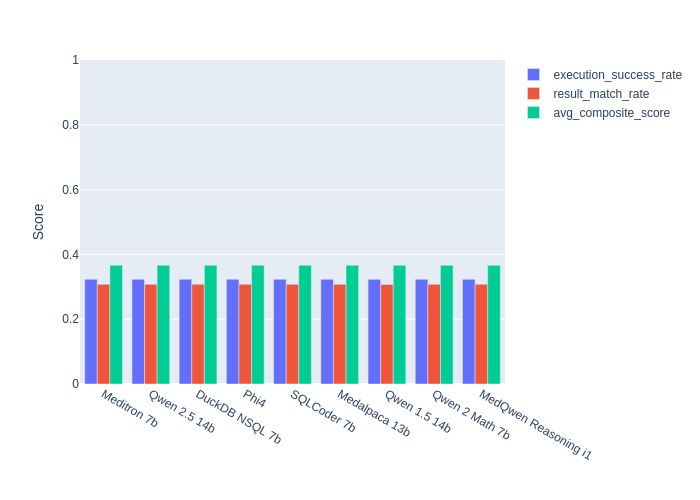 1
0.8
0.6
0.4
0.2
0
Score
Meditron 7b
Qwen 2.5 14b
DuckDB NSQL 7b
Phi4
SQLCoder 7b
Medalpaca 13b
Qwen 1.5 14b
Qwen 2 Math 7b
MedQwen Reasoning i1
execution_success_rate
result_match_rate
avg_composite_score